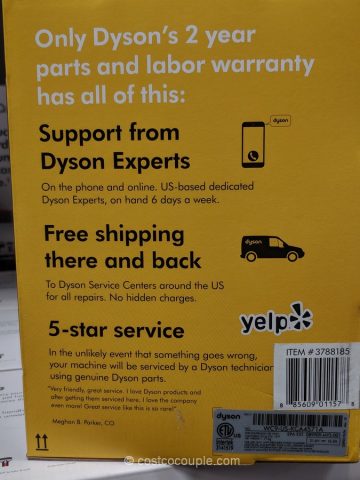 Only Dyson's 2 year
parts and labor warranty
has all of this:
Support from
Dyson Experts
dyson
On the phone and online. US-based dedicated
Dyson Experts, on hand 6 days a week.
Free shipping
there and back
dyson
To Dyson Service Centers around the US
for all repairs. No hidden charges.
5-star service
yelp
In the unlikely event that something goes wrong,
your machine will be serviced by a Dyson technician
using genuine Dyson parts.
"Very friendly, great service. I love Dyson products and
after getting them serviced here, I love the company
even more! Great service like this is so rare!"
Meghan B. Parker, CO
ITEM # 3788185
8 85609 01157 8
dyson
© costcocouple.com